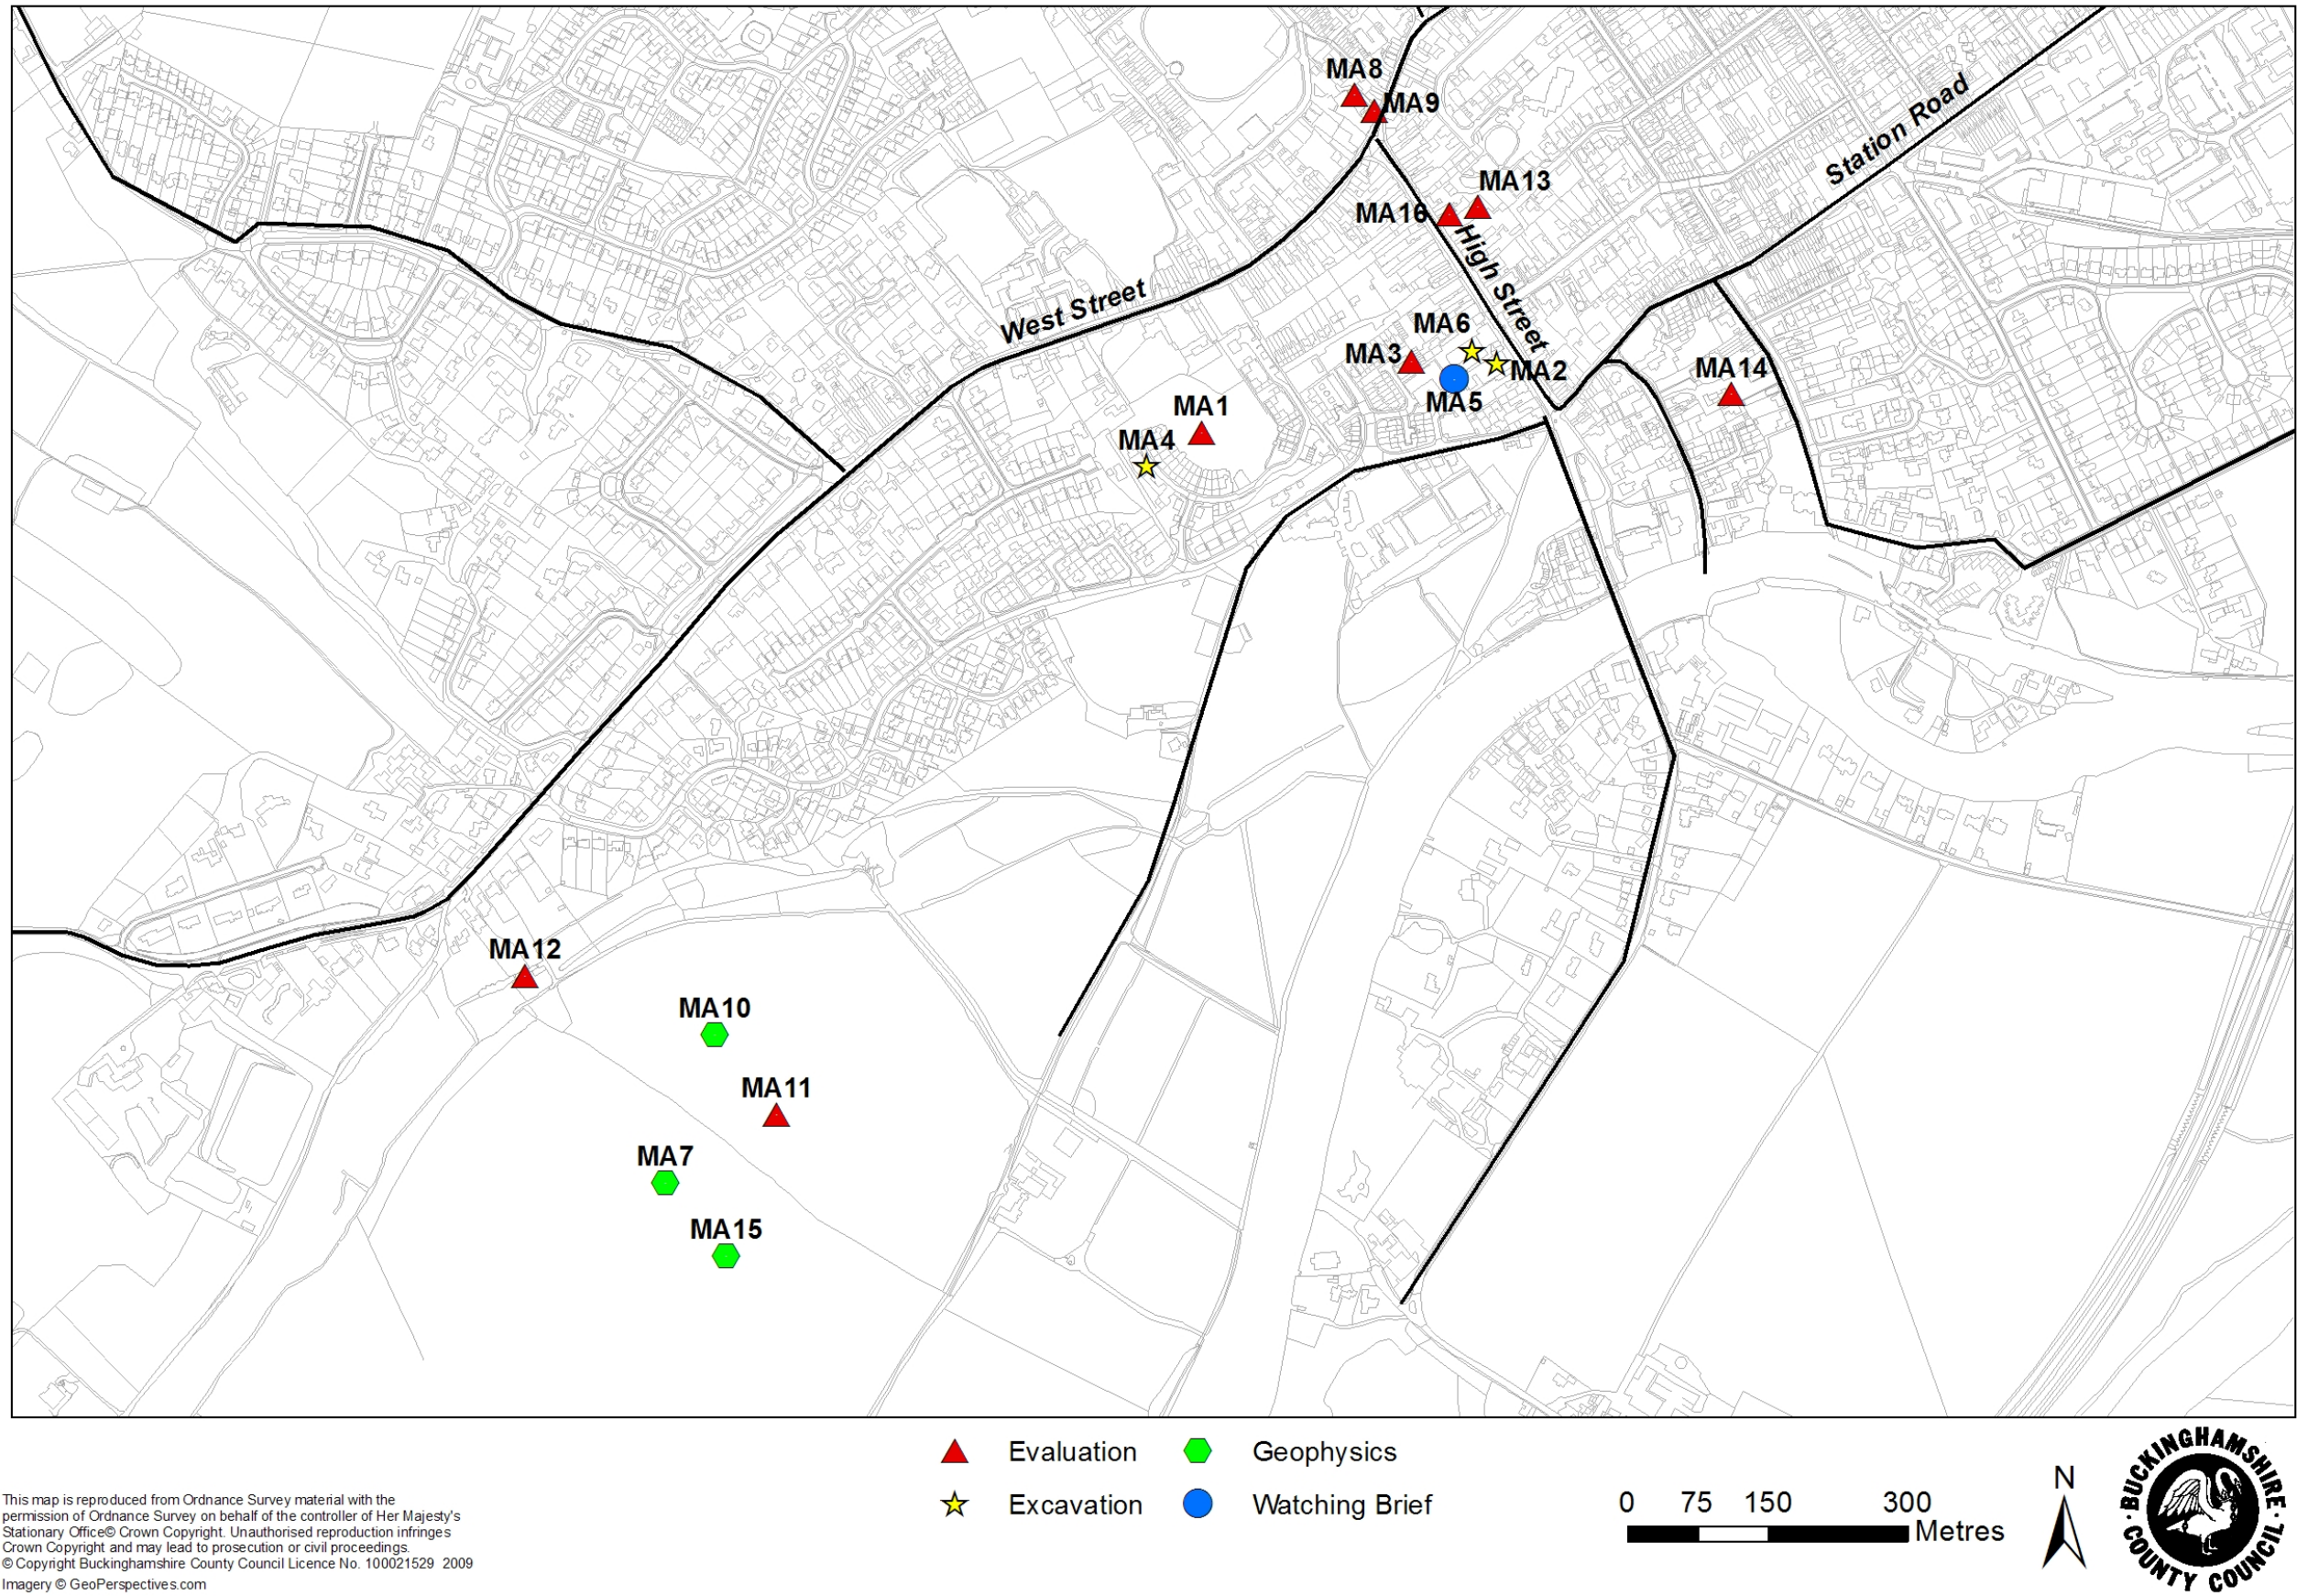 MA8
MA9
Station Road
MA13
MA16
High Street
West Street
MA6
MA3
MA2
MA14
MA5
MA1
MA4
MA12
MA10
MA11
MA7
MA15
Evaluation
Geophysics
Excavation
Watching Brief
0 75 150 300
Metres
N
BUCKINGHAMSHIRE
COUNTY COUNCIL
This map is reproduced from Ordnance Survey material with the
permission of Ordnance Survey on behalf of the controller of Her Majesty's
Stationary Office© Crown Copyright. Unauthorised reproduction infringes
Crown Copyright and may lead to prosecution or civil proceedings.
© Copyright Buckinghamshire County Council Licence No. 100021529 2009
Imagery © GeoPerspectives.com